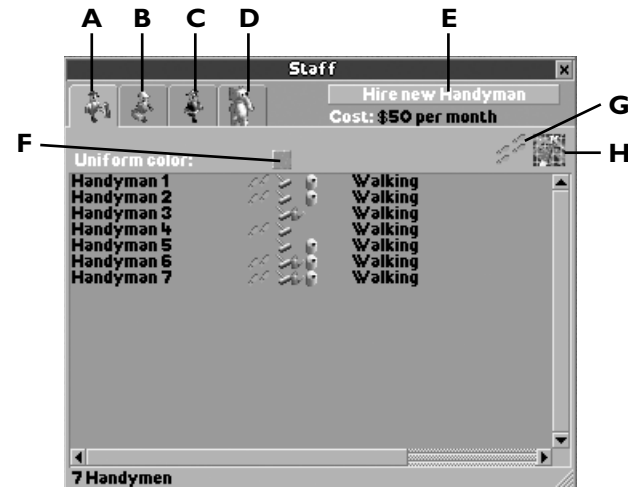 A B C D E
Staff
Hire new Handyman
Cost: $50 per month
G
F
H
Uniform color:
Handyman 1 Walking
Handyman 2 Walking
Handyman 3 Walking
Handyman 4 Walking
Handyman 5 Walking
Handyman 6 Walking
Handyman 7 Walking
7 Handymen